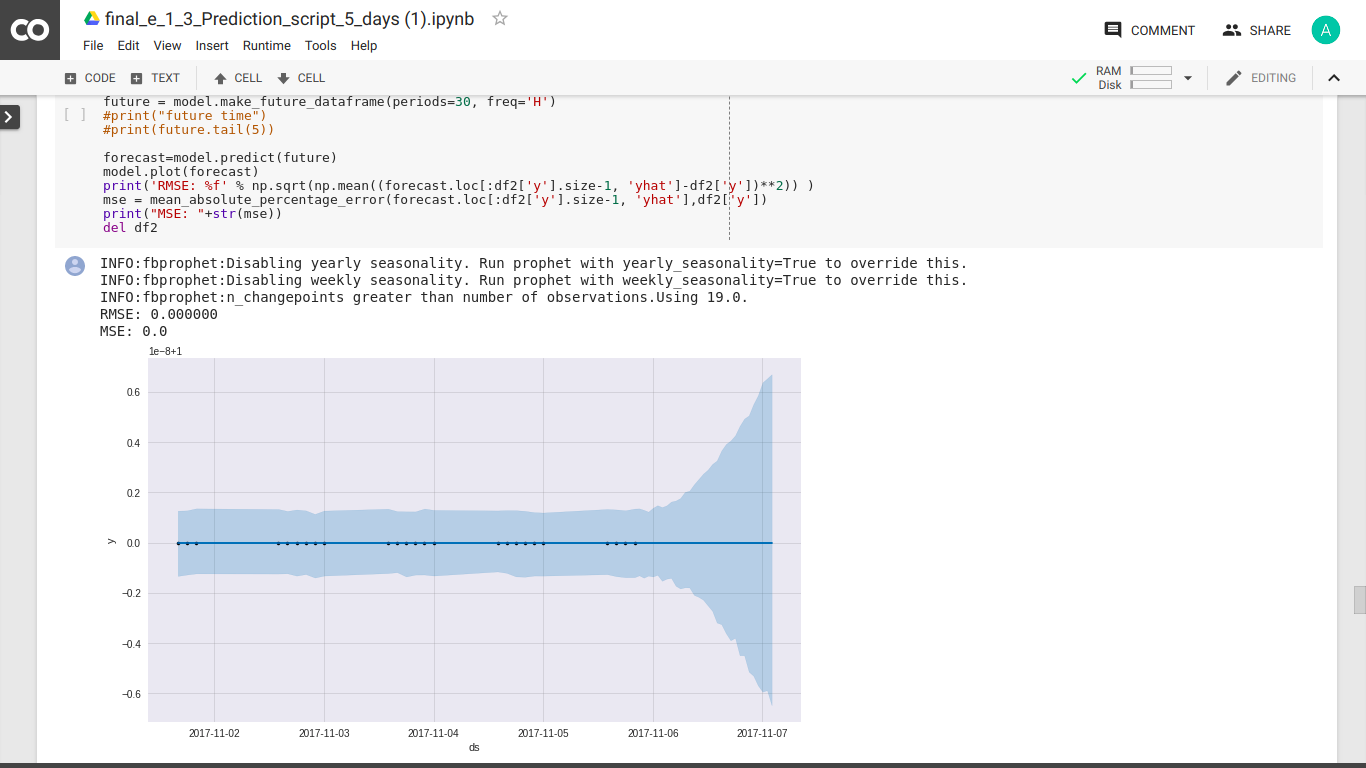 CO final_e_1_3_Prediction_script_5_days (1).ipynb
COMMENT SHARE A
File Edit View Insert Runtime Tools Help
CODE TEXT CELL CELL
RAM
Disk
EDITING
future = model.make_future_dataframe(periods=30, freq='H')
[ ] #print("future time")
#print(future.tail(5))
forecast=model.predict(future)
model.plot(forecast)
print('RMSE: %f' % np.sqrt(np.mean((forecast.loc[:df2['y'].size-1, 'yhat']-df2['y'])**2)) )
mse = mean_absolute_percentage_error(forecast.loc[:df2['y'].size-1, 'yhat'],df2['y'])
print("MSE: "+str(mse))
del df2
INFO:fbprophet:Disabling yearly seasonality. Run prophet with yearly_seasonality=True to override this.
INFO:fbprophet:Disabling weekly seasonality. Run prophet with weekly_seasonality=True to override this.
INFO:fbprophet:n_changepoints greater than number of observations.Using 19.0.
RMSE: 0.000000
MSE: 0.0
1e−8+1
0.6
0.4
0.2
0.0
−0.2
−0.4
−0.6
y
2017-11-02 2017-11-03 2017-11-04 2017-11-05 2017-11-06 2017-11-07
ds